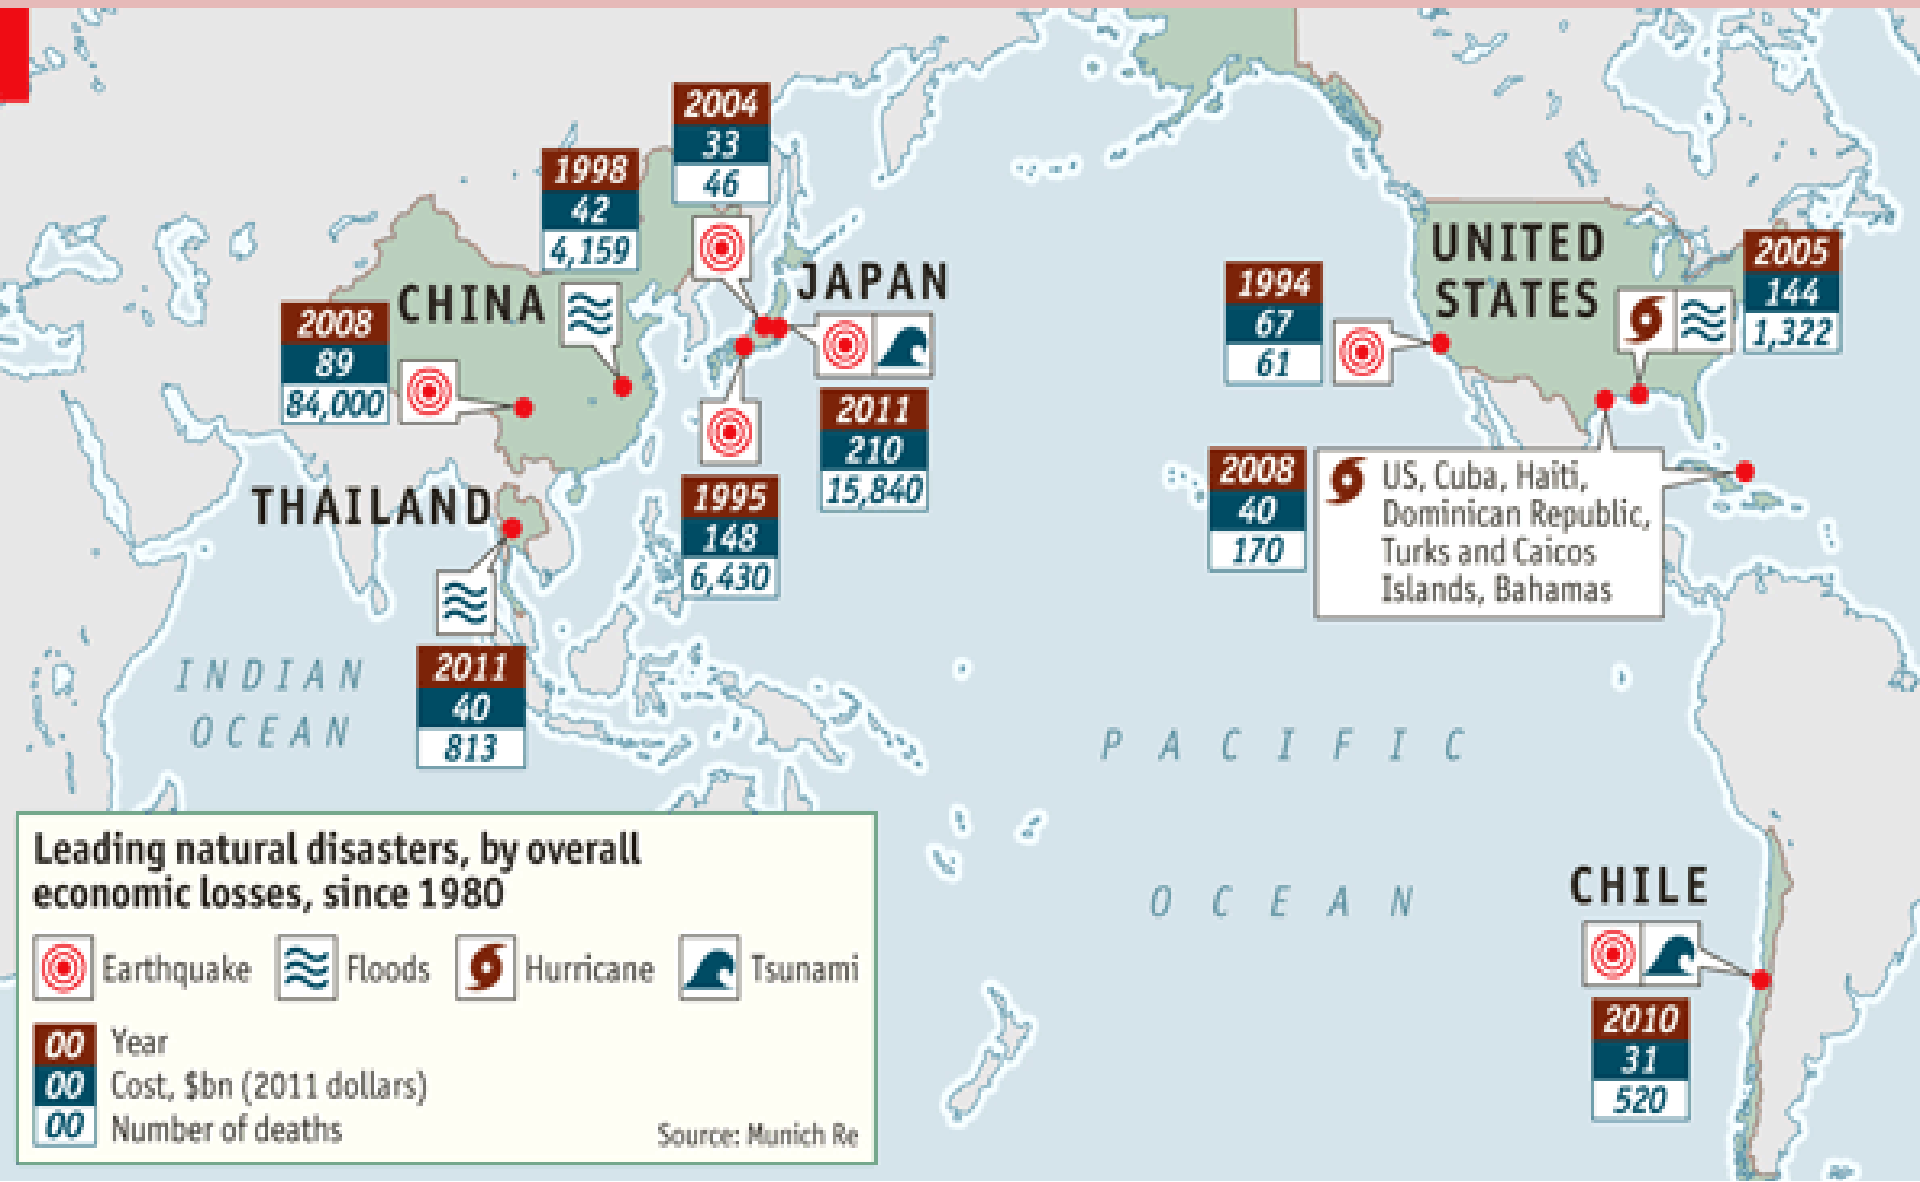 2004
33
46
1998
42
4,159
CHINA
JAPAN
2008
89
84,000
2011
210
15,840
1995
148
6,430
THAILAND
2011
40
813
UNITED
STATES
2005
144
1,322
1994
67
61
2008
40
170
US, Cuba, Haiti,
Dominican Republic,
Turks and Caicos
Islands, Bahamas
INDIAN
OCEAN
PACIFIC
OCEAN
CHILE
2010
31
520
Leading natural disasters, by overall
economic losses, since 1980
Earthquake Floods Hurricane Tsunami
00 Year
00 Cost, $bn (2011 dollars)
00 Number of deaths
Source: Munich Re